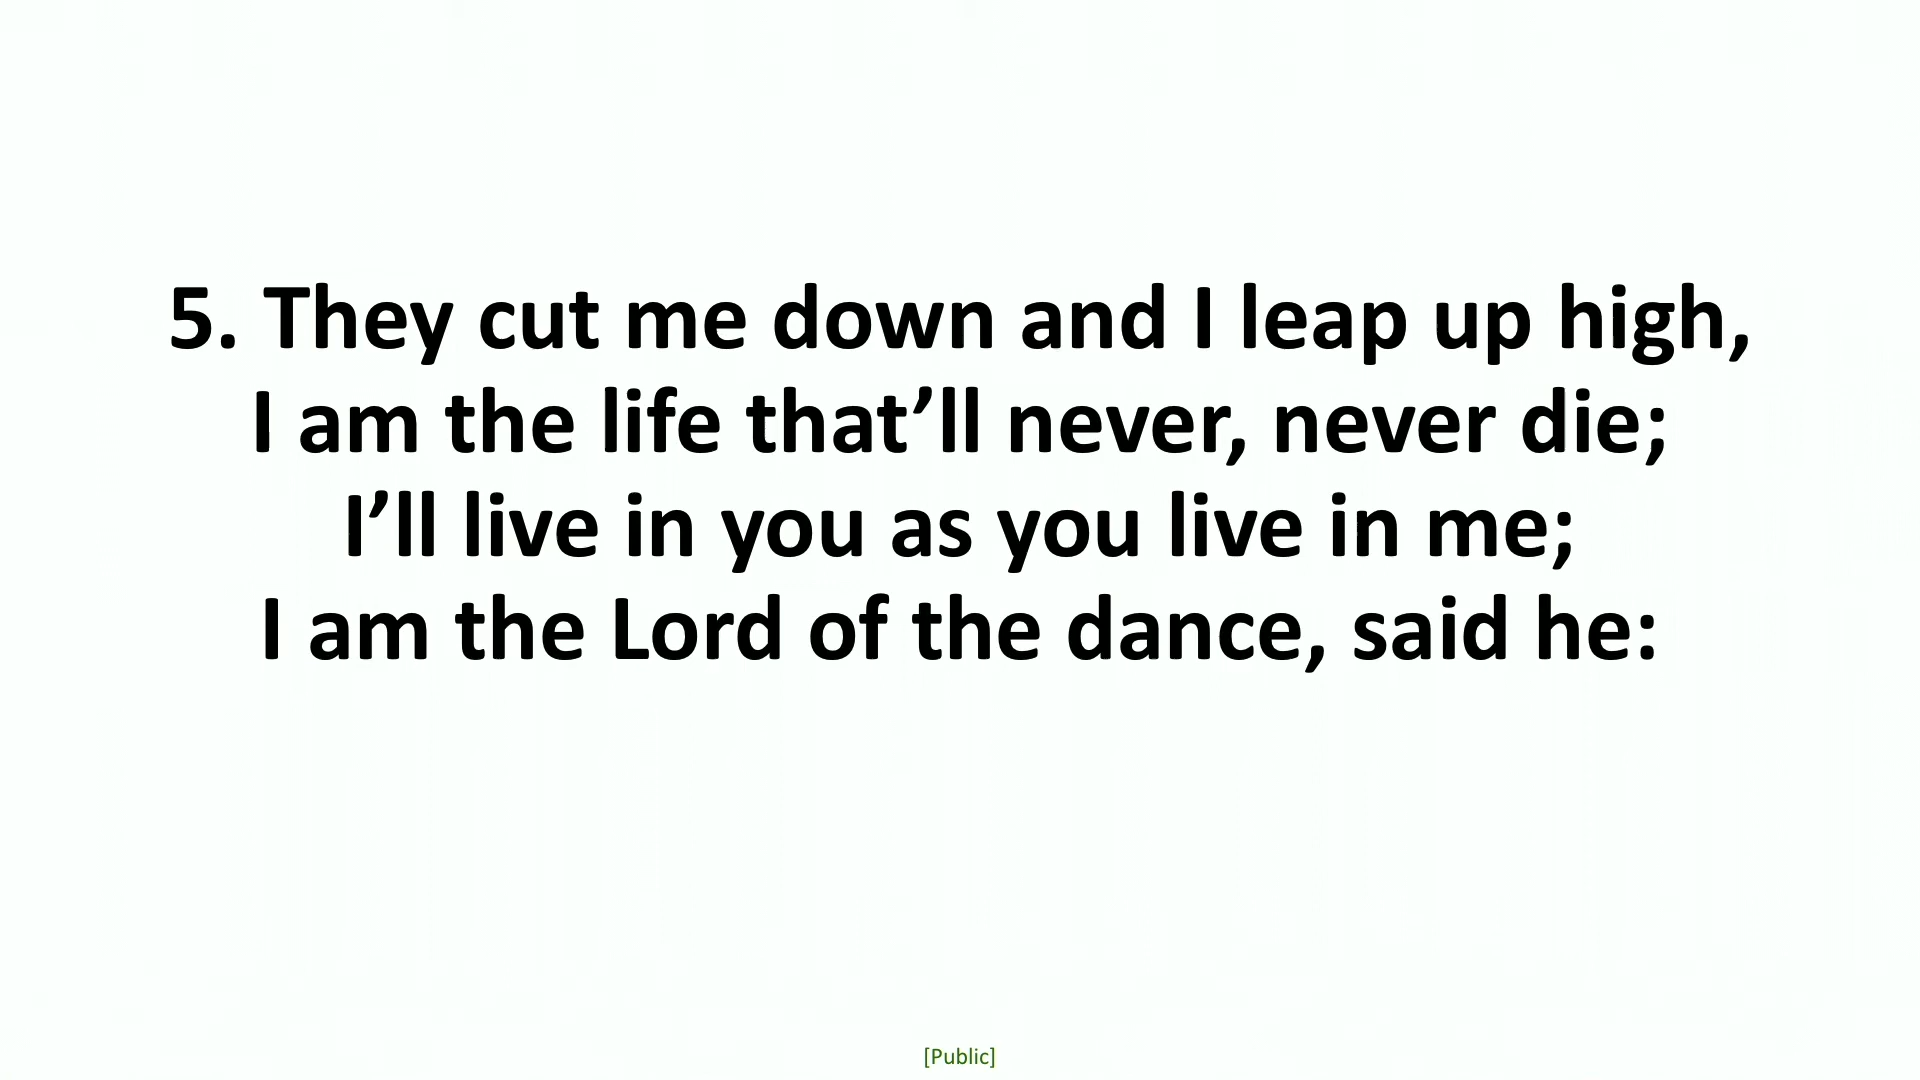 5. They cut me down and I leap up high,
I am the life that’ll never, never die;
I’ll live in you as you live in me;
I am the Lord of the dance, said he:
[Public]